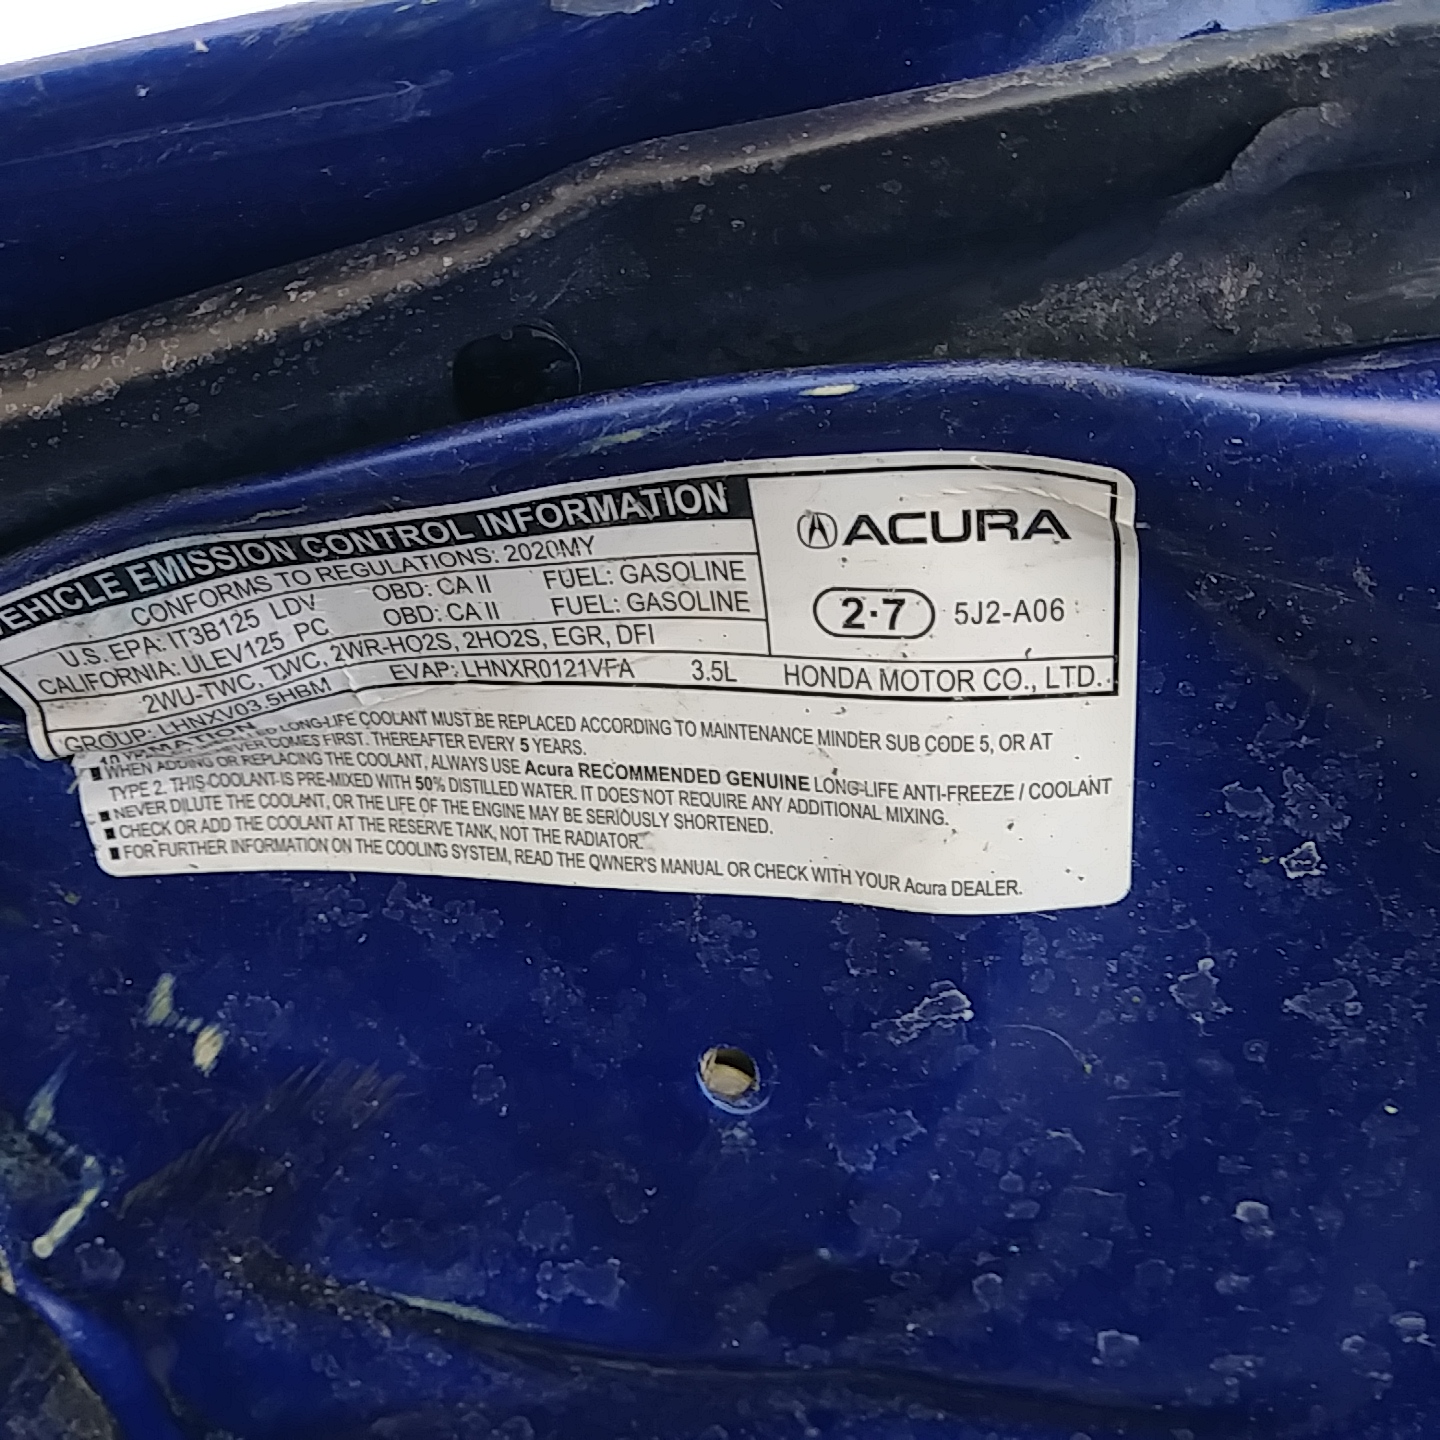 VEHICLE EMISSION CONTROL INFORMATION
CONFORMS TO REGULATIONS: 2020MY
U.S. EPA: IT3B125 LDV OBD: CA II FUEL: GASOLINE
CALIFORNIA: ULEV125 PC OBD: CA II FUEL: GASOLINE
2WU-TWC, TWC, 2WR-HO2S, 2HO2S, EGR, DFI
GROUP: LHNXV03.5HBM EVAP: LHNXR0121VFA 3.5L HONDA MOTOR CO., LTD.
ACURA
2·7 5J2-A06
LONG-LIFE COOLANT MUST BE REPLACED ACCORDING TO MAINTENANCE MINDER SUB CODE 5, OR AT
COMES FIRST. THEREAFTER EVERY 5 YEARS.
■ WHEN ADDING OR REPLACING THE COOLANT, ALWAYS USE Acura RECOMMENDED GENUINE LONG-LIFE ANTI-FREEZE / COOLANT
TYPE 2. THIS COOLANT IS PRE-MIXED WITH 50% DISTILLED WATER. IT DOES NOT REQUIRE ANY ADDITIONAL MIXING.
■ NEVER DILUTE THE COOLANT, OR THE LIFE OF THE ENGINE MAY BE SERIOUSLY SHORTENED.
■ CHECK OR ADD THE COOLANT AT THE RESERVE TANK, NOT THE RADIATOR.
■ FOR FURTHER INFORMATION ON THE COOLING SYSTEM, READ THE OWNER'S MANUAL OR CHECK WITH YOUR Acura DEALER.